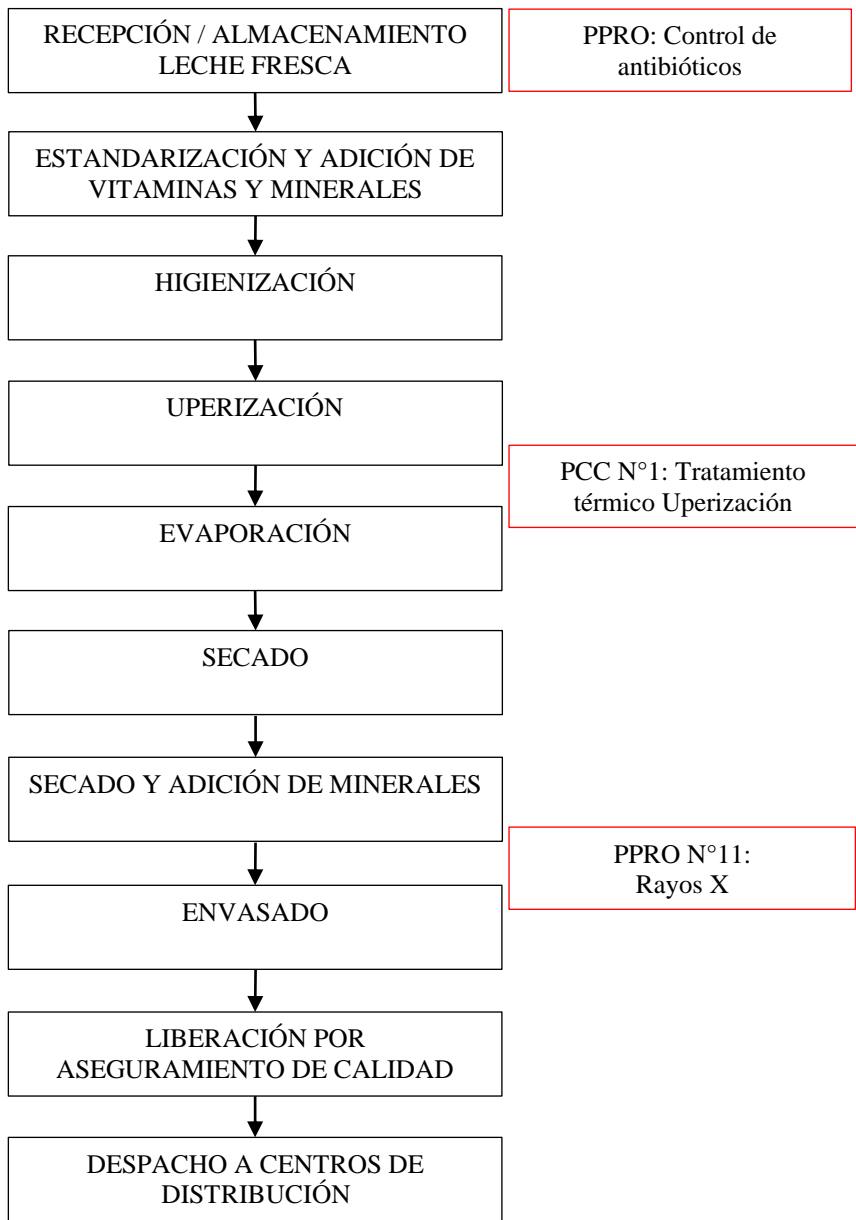 RECEPCIÓN / ALMACENAMIENTO
LECHE FRESCA
PPRO: Control de
antibióticos
ESTANDARIZACIÓN Y ADICIÓN DE
VITAMINAS Y MINERALES
HIGIENIZACIÓN
UPERIZACIÓN
PCC N°1: Tratamiento
térmico Uperización
EVAPORACIÓN
SECADO
SECADO Y ADICIÓN DE MINERALES
PPRO N°11:
Rayos X
ENVASADO
LIBERACIÓN POR
ASEGURAMIENTO DE CALIDAD
DESPACHO A CENTROS DE
DISTRIBUCIÓN